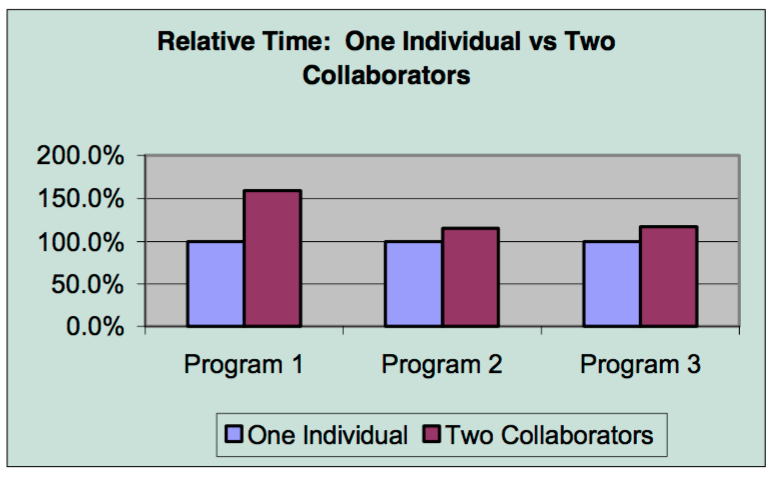 Relative Time: One Individual vs Two
Collaborators
200.0%
150.0%
100.0%
50.0%
0.0%
Program 1
Program 2
Program 3
One Individual
Two Collaborators